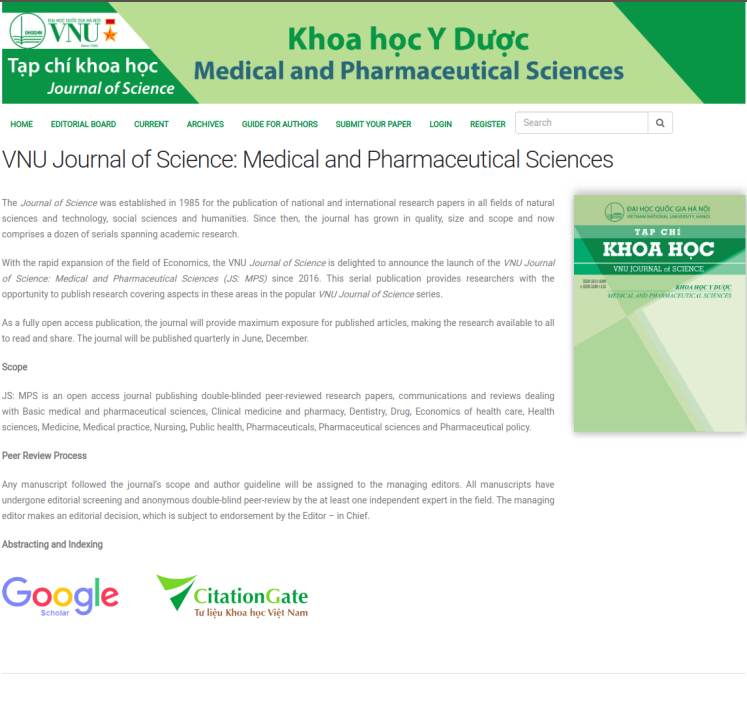 ĐẠI HỌC QUỐC GIA HÀ NỘI
VNU
Since 1906
Tạp chí khoa học
Journal of Science
Khoa học Y Dược
Medical and Pharmaceutical Sciences
HOME EDITORIAL BOARD CURRENT ARCHIVES GUIDE FOR AUTHORS SUBMIT YOUR PAPER LOGIN REGISTER Search
VNU Journal of Science: Medical and Pharmaceutical Sciences
The Journal of Science was established in 1985 for the publication of national and international research papers in all fields of natural
sciences and technology, social sciences and humanities. Since then, the journal has grown in quality, size and scope and now
comprises a dozen of serials spanning academic research.
With the rapid expansion of the field of Economics, the VNU Journal of Science is delighted to announce the launch of the VNU Journal
of Science: Medical and Pharmaceutical Sciences (JS: MPS) since 2016. This serial publication provides researchers with the
opportunity to publish research covering aspects in these areas in the popular VNU Journal of Science series.
As a fully open access publication, the journal will provide maximum exposure for published articles, making the research available to all
to read and share. The journal will be published quarterly in June, December.
Scope
JS: MPS is an open access journal publishing double-blinded peer-reviewed research papers, communications and reviews dealing
with Basic medical and pharmaceutical sciences, Clinical medicine and pharmacy, Dentistry, Drug, Economics of health care, Health
sciences, Medicine, Medical practice, Nursing, Public health, Pharmaceuticals, Pharmaceutical sciences and Pharmaceutical policy.
Peer Review Process
Any manuscript followed the journal's scope and author guideline will be assigned to the managing editors. All manuscripts have
undergone editorial screening and anonymous double-blind peer-review by the at least one independent expert in the field. The managing
editor makes an editorial decision, which is subject to endorsement by the Editor – in Chief.
Abstracting and Indexing
Google
Scholar
CitationGate
Tư liệu Khoa học Việt Nam
ĐẠI HỌC QUỐC GIA HÀ NỘI
VIETNAM NATIONAL UNIVERSITY, HANOI
TẠP CHÍ
KHOA HỌC
VNU JOURNAL of SCIENCE
KHOA HỌC Y DƯỢC
MEDICAL AND PHARMACEUTICAL SCIENCES